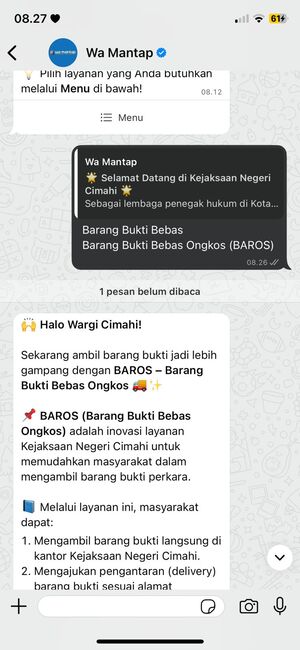 08.27
61
Wa Mantap
wa mantap
Pilih layanan yang Anda butuhkan
melalui Menu di bawah!
08.12
Menu
Wa Mantap
🌟 Selamat Datang di Kejaksaan Negeri
Cimahi 🌟
Sebagai lembaga penegak hukum di Kota...
Barang Bukti Bebas
Barang Bukti Bebas Ongkos (BAROS)
08.26
1 pesan belum dibaca
🙌 Halo Wargi Cimahi!
Sekarang ambil barang bukti jadi lebih
gampang dengan BAROS – Barang
Bukti Bebas Ongkos 🚚✨
📌 BAROS (Barang Bukti Bebas
Ongkos) adalah inovasi layanan
Kejaksaan Negeri Cimahi untuk
memudahkan masyarakat dalam
mengambil barang bukti perkara.
📘 Melalui layanan ini, masyarakat
dapat:
1. Mengambil barang bukti langsung di
kantor Kejaksaan Negeri Cimahi.
2. Mengajukan pengantaran (delivery)
barang bukti sesuai alamat